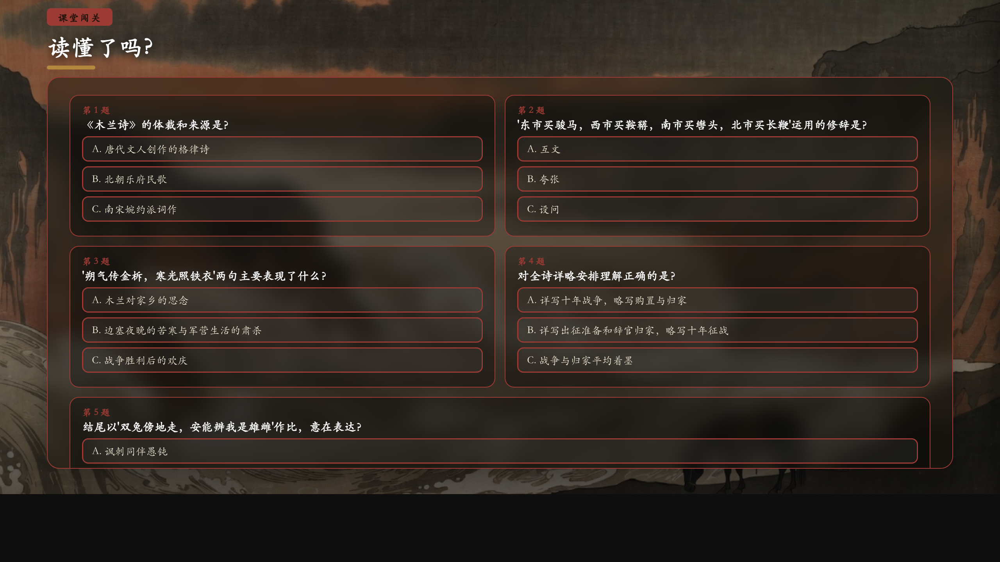 课堂闯关
读懂了吗?
第 1 题
《木兰诗》的体裁和来源是?
A. 唐代文人创作的格律诗
B. 北朝乐府民歌
C. 南宋婉约派词作
第 2 题
'东市买骏马，西市买鞍鞯，南市买辔头，北市买长鞭'运用的修辞是?
A. 互文
B. 夸张
C. 设问
第 3 题
'朔气传金柝，寒光照铁衣'两句主要表现了什么?
A. 木兰对家乡的思念
B. 边塞夜晚的苦寒与军营生活的肃杀
C. 战争胜利后的欢庆
第 4 题
对全诗详略安排理解正确的是?
A. 详写十年战争，略写购置与归家
B. 详写出征准备和辞官归家，略写十年征战
C. 战争与归家平均着墨
第 5 题
结尾以'双兔傍地走，安能辨我是雄雌'作比，意在表达?
A. 讽刺同伴愚钝